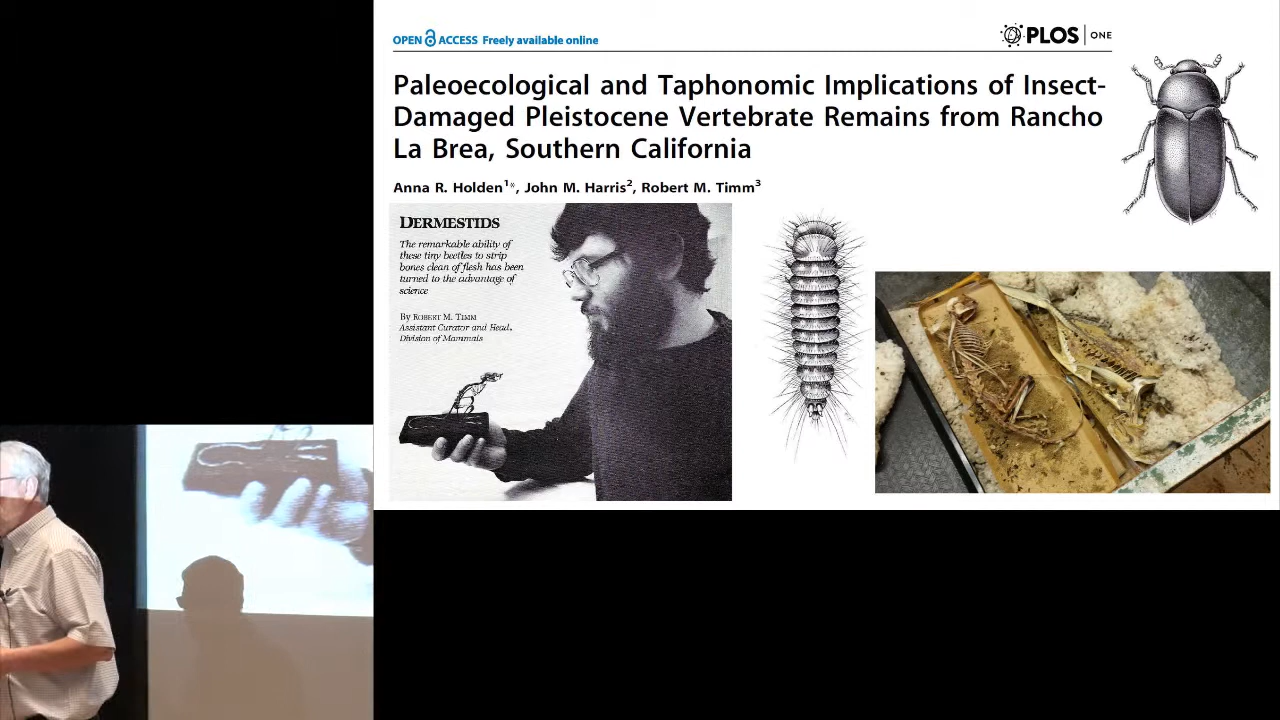 OPEN ACCESS Freely available online
PLOS ONE
Paleoecological and Taphonomic Implications of Insect-
Damaged Pleistocene Vertebrate Remains from Rancho
La Brea, Southern California
Anna R. Holden1*, John M. Harris2, Robert M. Timm3
DERMESTIDS
The remarkable ability of
these tiny beetles to strip
bones clean of flesh has been
turned to the advantage of
science
By ROBERT M. TIMM
Assistant Curator and Head,
Division of Mammals